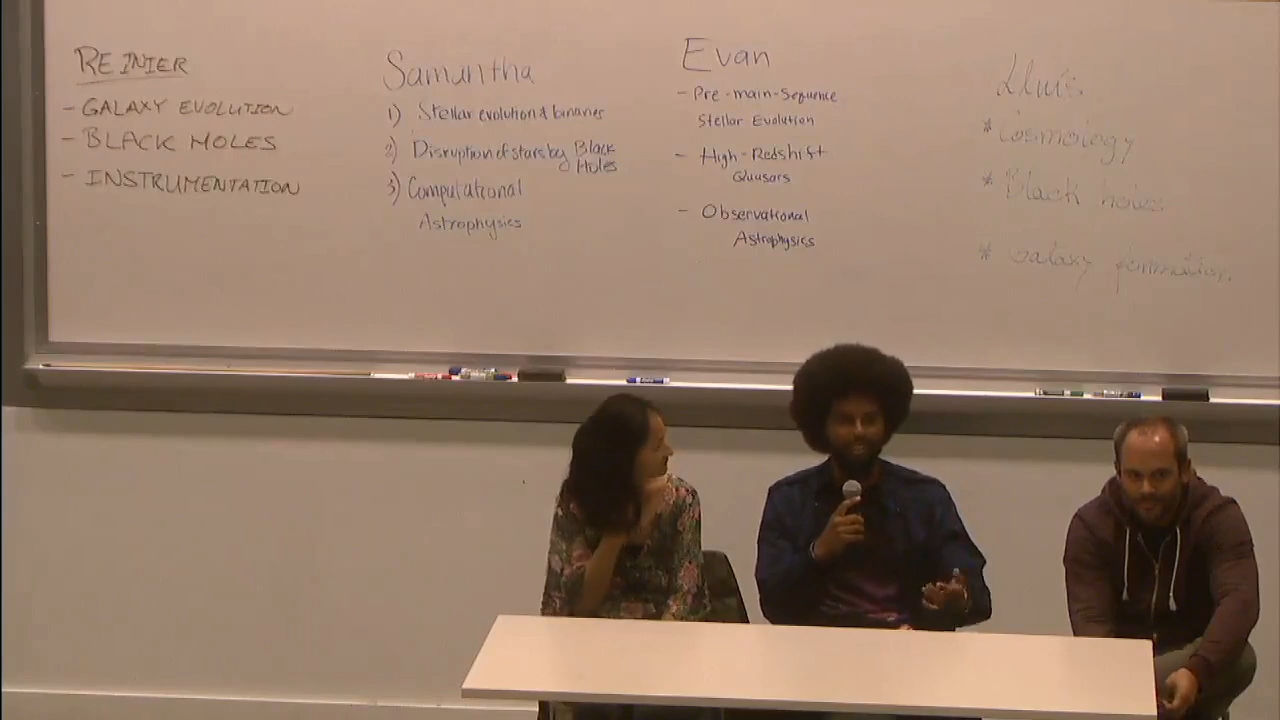 REINIER
- GALAXY EVOLUTION
- BLACK HOLES
- INSTRUMENTATION
Samantha
1) Stellar evolution & binaries
2) Disruption of stars by Black
Holes
3) Computational
Astrophysics
Evan
- Pre-main-Sequence
Stellar Evolution
- High-Redshift
Quasars
- Observational
Astrophysics
Lluís
* Cosmology
* Black holes
* Galaxy formation